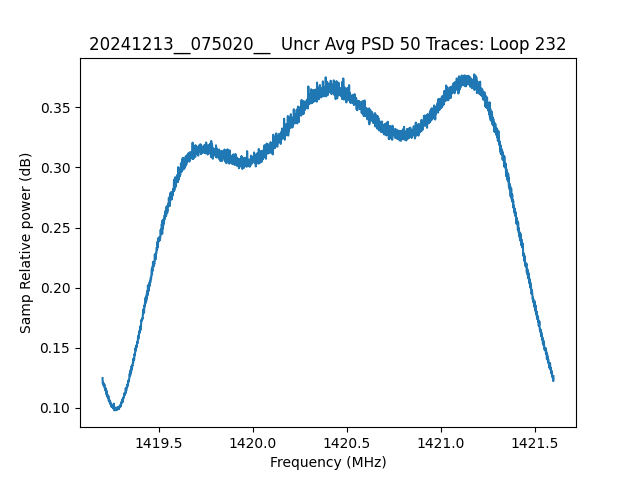 20241213__075020__  Uncr Avg PSD 50 Traces: Loop 232
Samp Relative power (dB)
0.35
0.30
0.25
0.20
0.15
0.10
1419.5 1420.0 1420.5 1421.0 1421.5
Frequency (MHz)